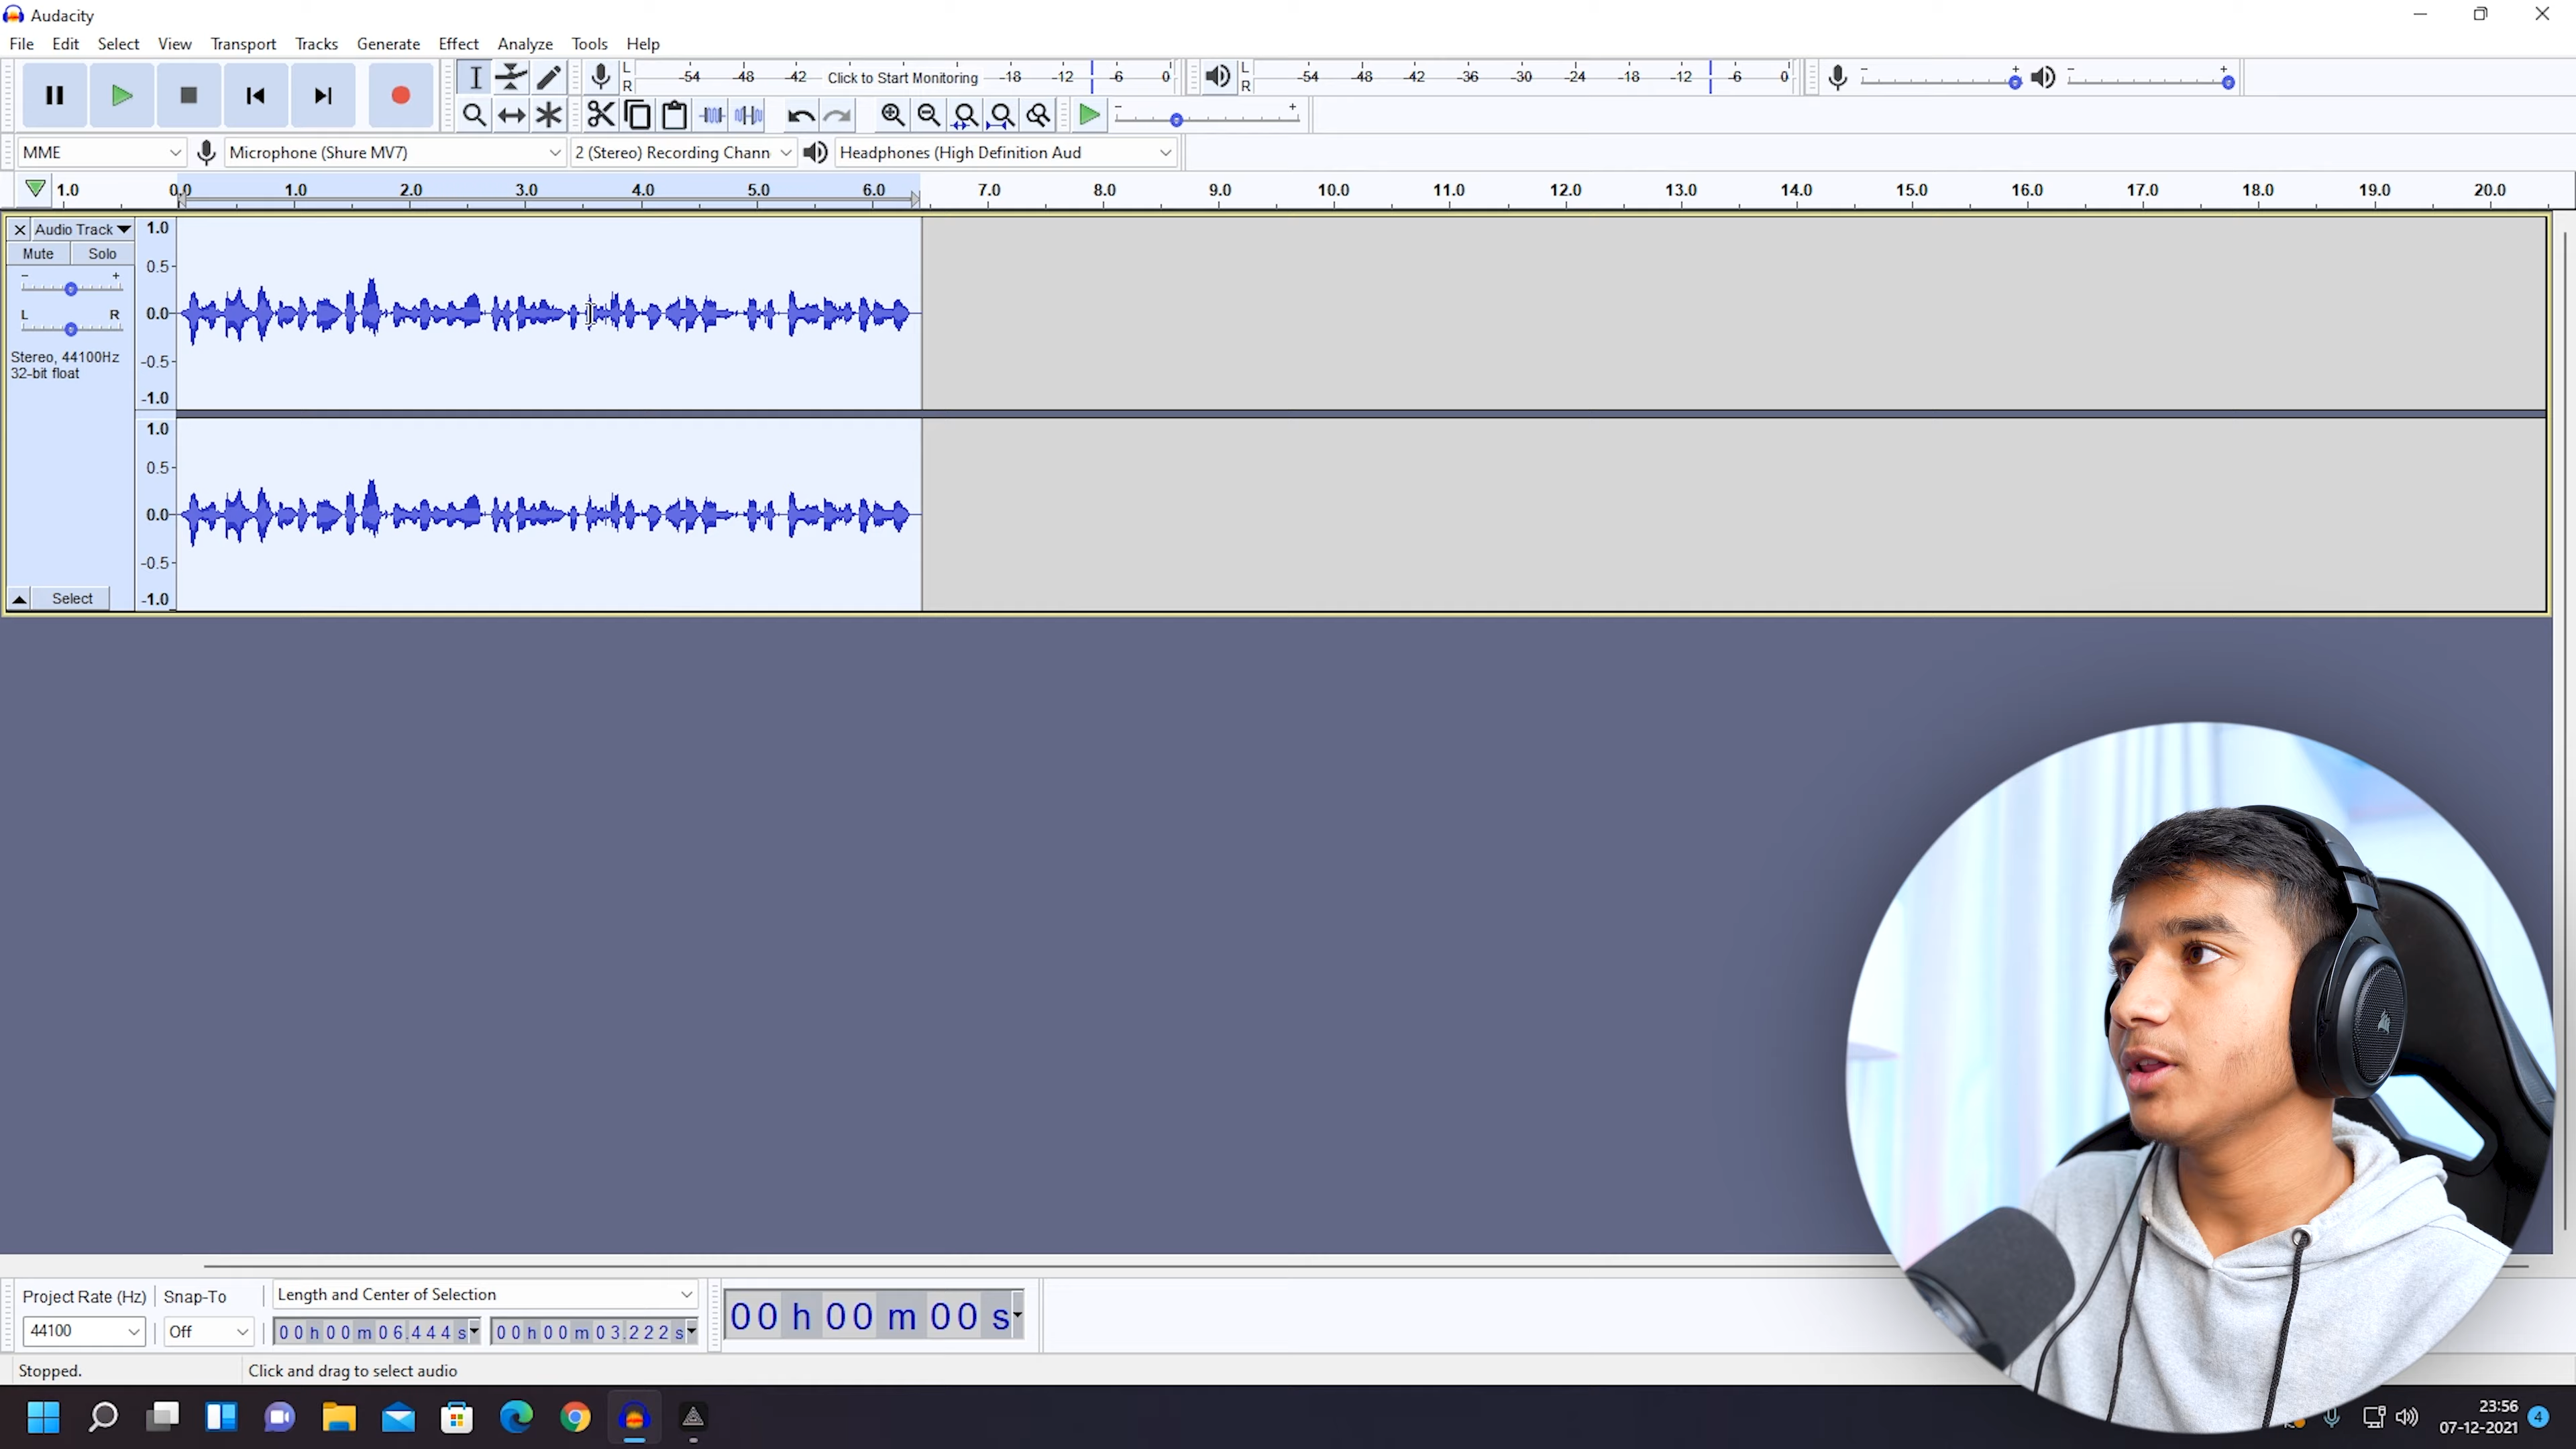 Audacity
File Edit Select View Transport Tracks Generate Effect Analyze Tools Help
L R -54 -48 -42 Click to Start Monitoring -18 -12 -6 0 L R -54 -48 -42 -36 -30 -24 -18 -12 -6 0 - + - +
- +
MME Microphone (Shure MV7) 2 (Stereo) Recording Chann Headphones (High Definition Aud
1.0 0.0 1.0 2.0 3.0 4.0 5.0 6.0 7.0 8.0 9.0 10.0 11.0 12.0 13.0 14.0 15.0 16.0 17.0 18.0 19.0 20.0
Audio Track 1.0
Mute Solo
- + 0.5
L R 0.0
Stereo, 44100Hz -0.5
32-bit float
-1.0
1.0
0.5
0.0
-0.5
Select -1.0
Project Rate (Hz) Snap-To Length and Center of Selection
44100 Off 00 h 00 m 06.444 s 00 h 00 m 03.222 s 00 h 00 m 00 s
Stopped. Click and drag to select audio
23:56
07-12-2021 4